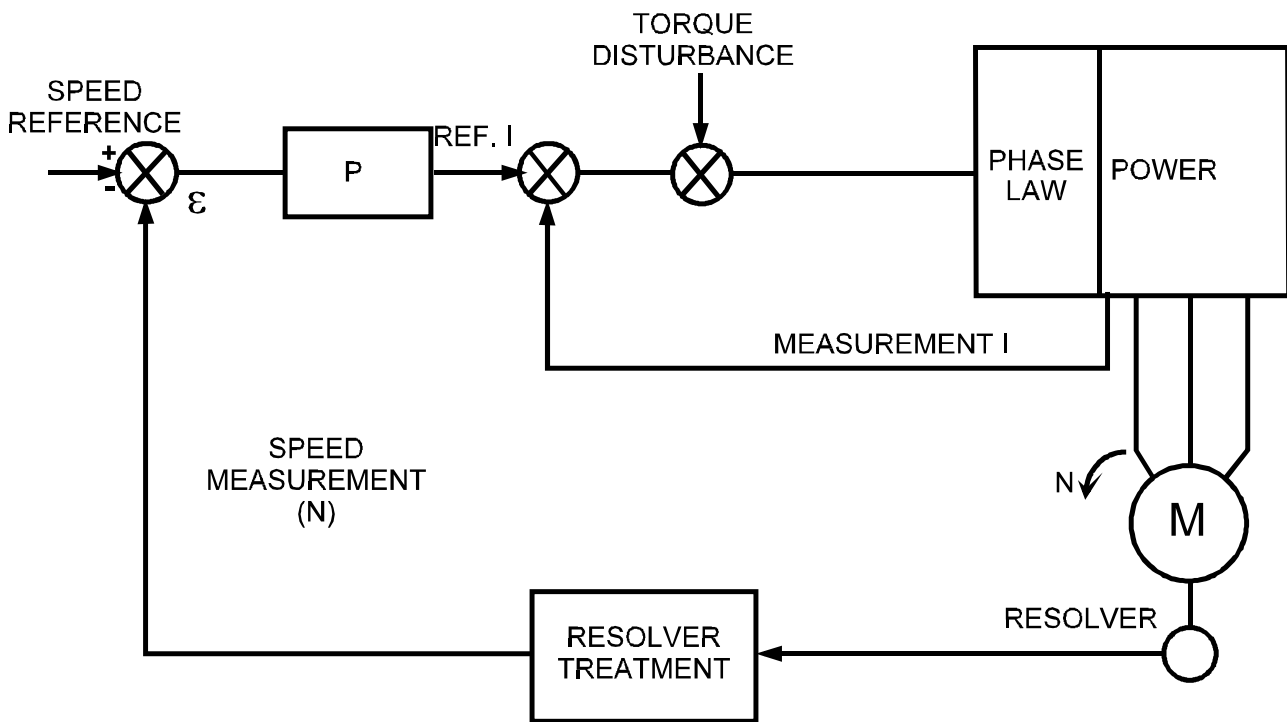 TORQUE
DISTURBANCE
SPEED
REFERENCE
+
-
ε
P
REF. I
PHASE
LAW
POWER
MEASUREMENT I
SPEED
MEASUREMENT
(N)
N
M
RESOLVER
RESOLVER
TREATMENT